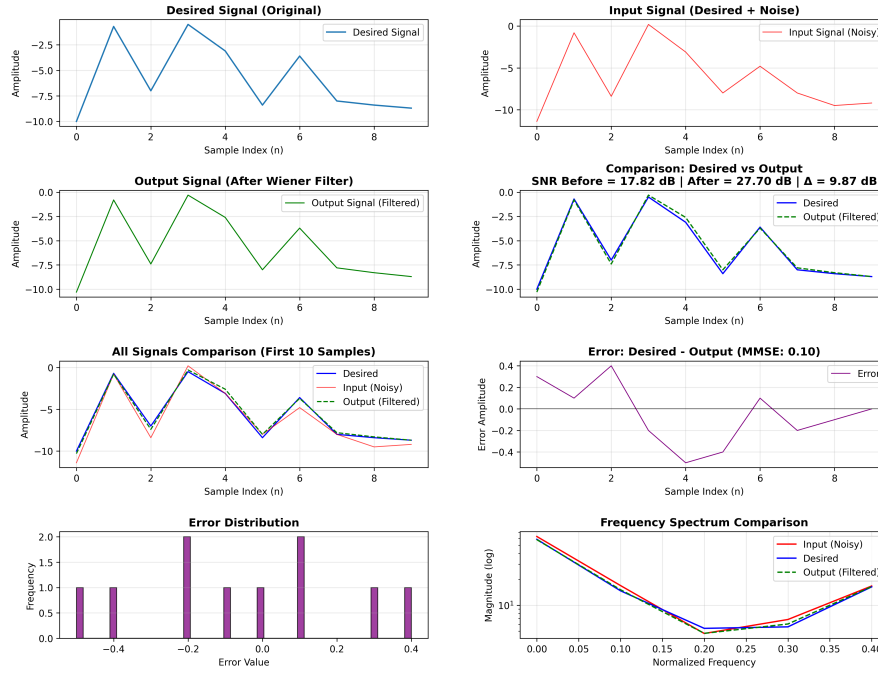 Desired Signal (Original)
Amplitude
−2.5
−5.0
−7.5
−10.0
Desired Signal
0 2 4 6 8
Sample Index (n)
Input Signal (Desired + Noise)
Amplitude
0
−5
−10
Input Signal (Noisy)
0 2 4 6 8
Sample Index (n)
Output Signal (After Wiener Filter)
Amplitude
0.0
−2.5
−5.0
−7.5
−10.0
Output Signal (Filtered)
0 2 4 6 8
Sample Index (n)
Comparison: Desired vs Output
SNR Before = 17.82 dB | After = 27.70 dB | Δ = 9.87 dB
Amplitude
0.0
−2.5
−5.0
−7.5
−10.0
Desired
Output (Filtered)
0 2 4 6 8
Sample Index (n)
All Signals Comparison (First 10 Samples)
Amplitude
0
−5
−10
Desired
Input (Noisy)
Output (Filtered)
0 2 4 6 8
Sample Index (n)
Error: Desired - Output (MMSE: 0.10)
Error Amplitude
0.4
0.2
0.0
−0.2
−0.4
Error
0 2 4 6 8
Sample Index (n)
Error Distribution
Frequency
2.0
1.5
1.0
0.5
0.0
−0.4 −0.2 0.0 0.2 0.4
Error Value
Frequency Spectrum Comparison
Magnitude (log)
10¹
Input (Noisy)
Desired
Output (Filtered)
0.00 0.05 0.10 0.15 0.20 0.25 0.30 0.35 0.40
Normalized Frequency